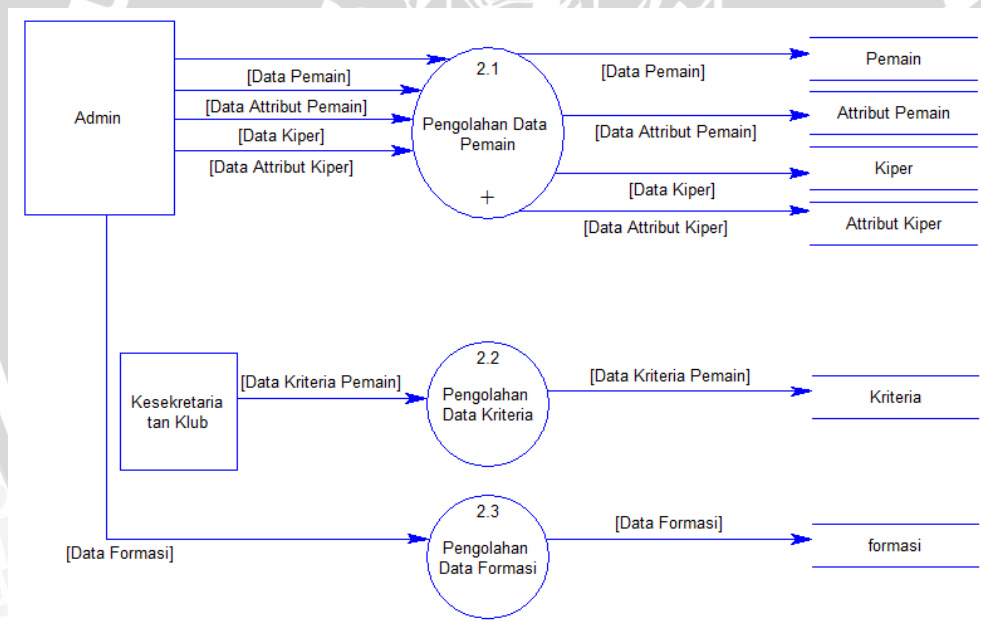 Admin
[Data Pemain]
[Data Attribut Pemain]
[Data Kiper]
[Data Attribut Kiper]
2.1
Pengolahan Data
Pemain
+
[Data Pemain]
[Data Attribut Pemain]
[Data Kiper]
[Data Attribut Kiper]
Pemain
Attribut Pemain
Kiper
Attribut Kiper
Kesekretaria
tan Klub
[Data Kriteria Pemain]
2.2
Pengolahan
Data Kriteria
[Data Kriteria Pemain]
Kriteria
[Data Formasi]
2.3
Pengolahan
Data Formasi
[Data Formasi]
formasi